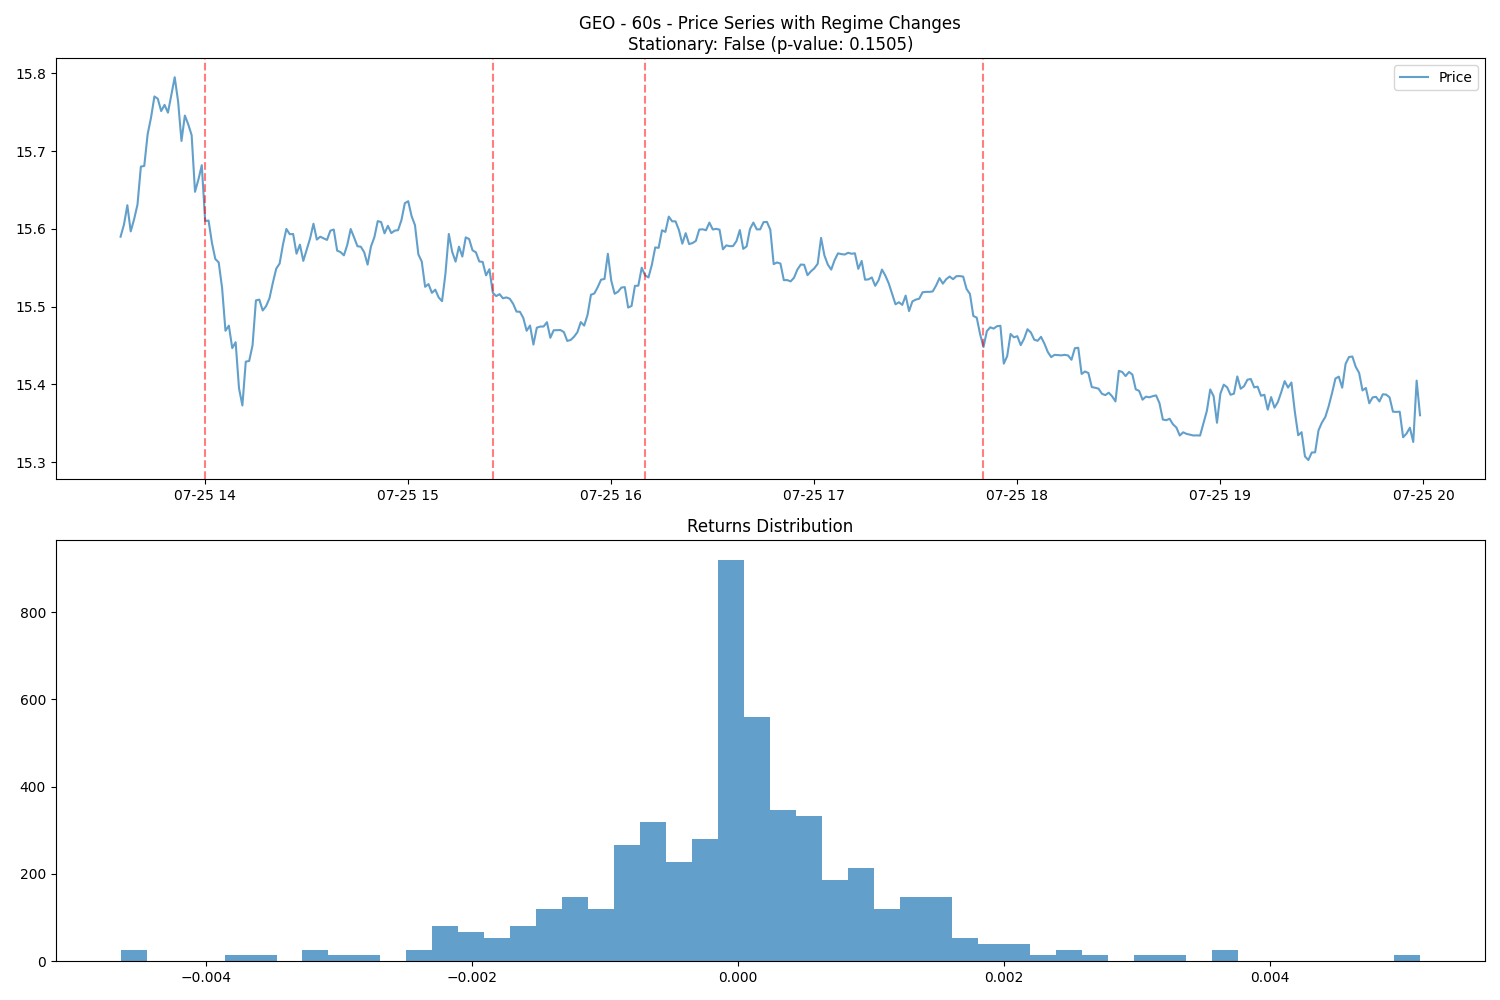 GEO - 60s - Price Series with Regime Changes
Stationary: False (p-value: 0.1505)
Price
15.8
15.7
15.6
15.5
15.4
15.3
07-25 14 07-25 15 07-25 16 07-25 17 07-25 18 07-25 19 07-25 20
Returns Distribution
800
600
400
200
0
−0.004 −0.002 0.000 0.002 0.004